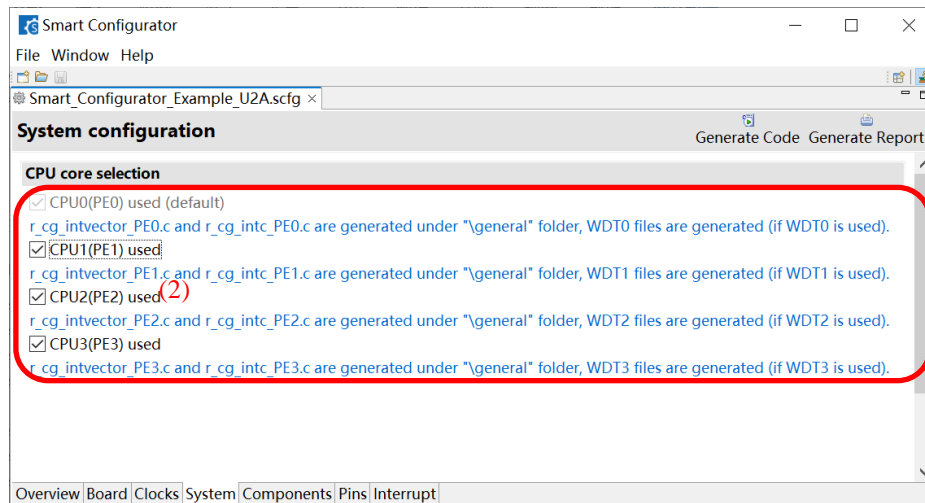 Smart Configurator
File Window Help
Smart_Configurator_Example_U2A.scfg
System configuration
Generate Code Generate Report
CPU core selection
CPU0(PE0) used (default)
r_cg_intvector_PE0.c and r_cg_intc_PE0.c are generated under "\general" folder, WDT0 files are generated (if WDT0 is used).
CPU1(PE1) used
r_cg_intvector_PE1.c and r_cg_intc_PE1.c are generated under "\general" folder, WDT1 files are generated (if WDT1 is used).
CPU2(PE2) used (2)
r_cg_intvector_PE2.c and r_cg_intc_PE2.c are generated under "\general" folder, WDT2 files are generated (if WDT2 is used).
CPU3(PE3) used
r_cg_intvector_PE3.c and r_cg_intc_PE3.c are generated under "\general" folder, WDT3 files are generated (if WDT3 is used).
Overview Board Clocks System Components Pins Interrupt